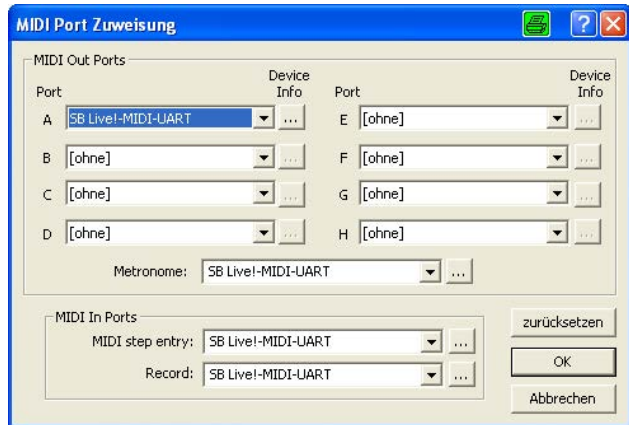 MIDI Port Zuweisung
MIDI Out Ports
Port Device Info Port Device Info
A SB Live!-MIDI-UART ... E [ohne] ...
B [ohne] ... F [ohne] ...
C [ohne] ... G [ohne] ...
D [ohne] ... H [ohne] ...
Metronome: SB Live!-MIDI-UART ...
MIDI In Ports
MIDI step entry: SB Live!-MIDI-UART ...
Record: SB Live!-MIDI-UART ...
zurücksetzen
OK
Abbrechen